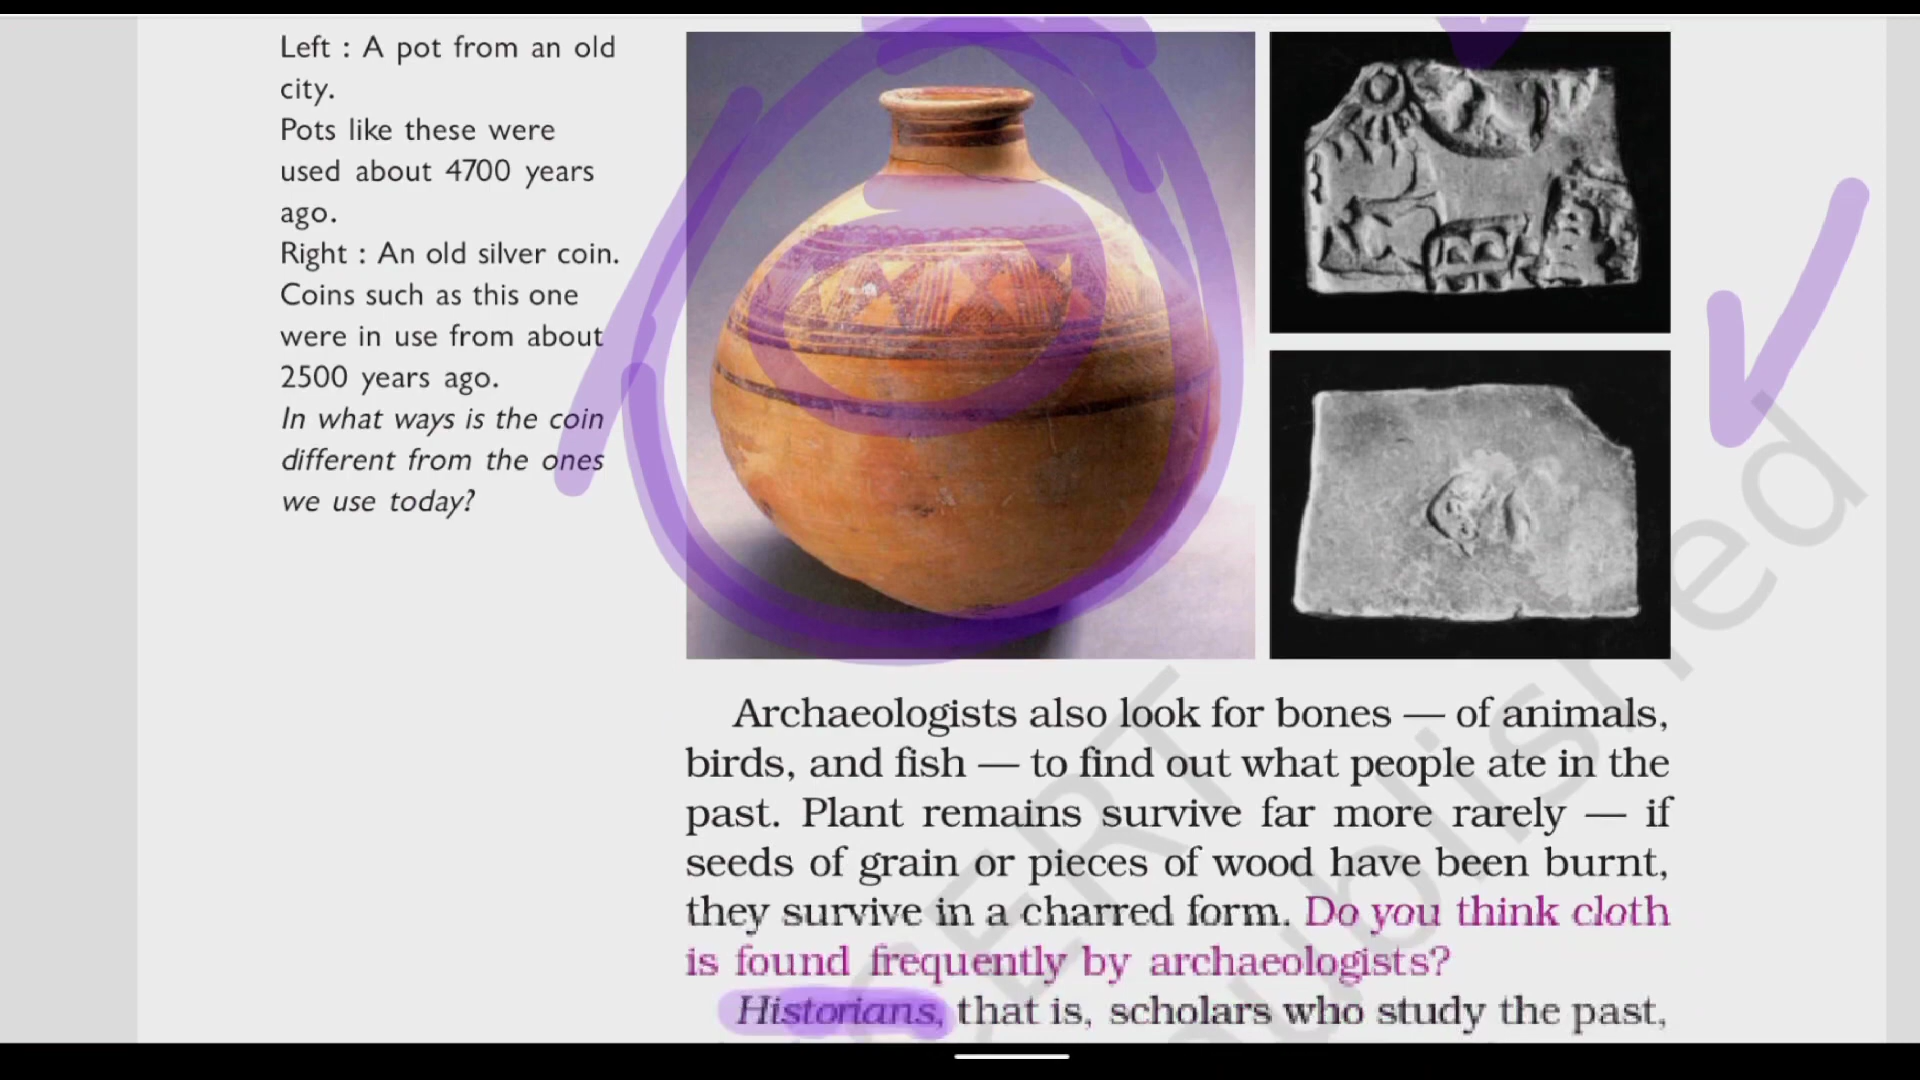 Left : A pot from an old
city.
Pots like these were
used about 4700 years
ago.
Right : An old silver coin.
Coins such as this one
were in use from about
2500 years ago.
In what ways is the coin
different from the ones
we use today?
Archaeologists also look for bones — of animals,
birds, and fish — to find out what people ate in the
past. Plant remains survive far more rarely — if
seeds of grain or pieces of wood have been burnt,
they survive in a charred form. Do you think cloth
is found frequently by archaeologists?
Historians, that is, scholars who study the past,